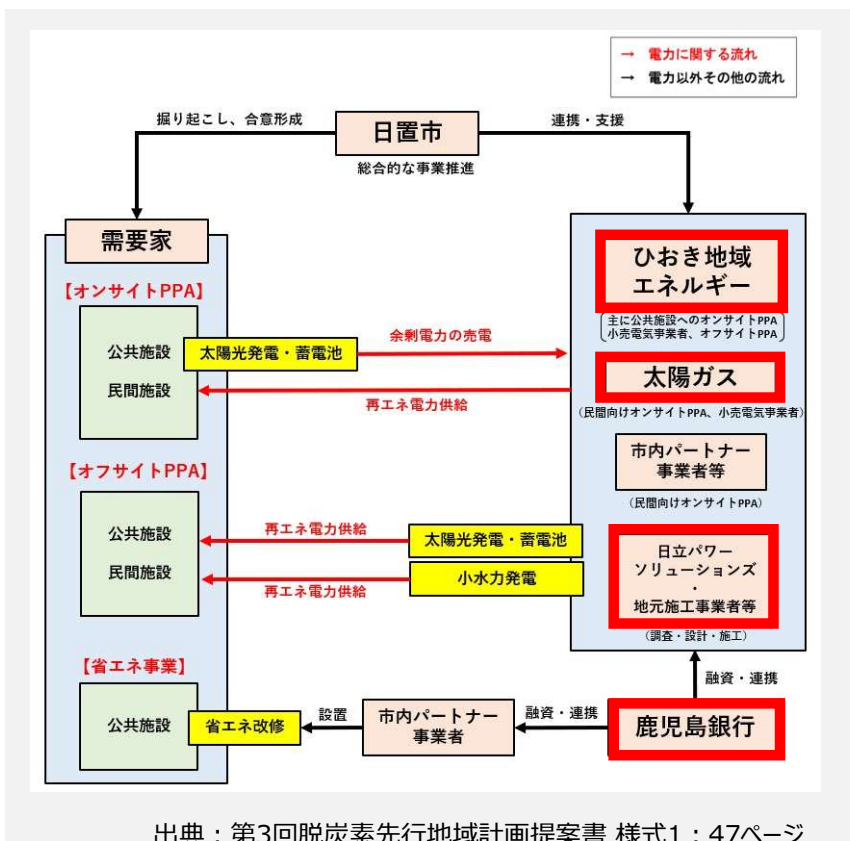 → 電力に関する流れ
→ 電力以外その他の流れ
掘り起こし、合意形成
日置市
連携・支援
総合的な事業推進
需要家
【オンサイトPPA】
公共施設
民間施設
太陽光発電・蓄電池
余剰電力の売電
再エネ電力供給
【オフサイトPPA】
公共施設
民間施設
再エネ電力供給
太陽光発電・蓄電池
小水力発電
再エネ電力供給
【省エネ事業】
公共施設
省エネ改修
設置
市内パートナー
事業者
融資・連携
ひおき地域
エネルギー
主に公共施設へのオンサイトPPA
小売電気事業者、オフサイトPPA
太陽ガス
(民間向けオンサイトPPA、小売電気事業者)
市内パートナー
事業者等
(民間向けオンサイトPPA)
日立パワー
ソリューションズ
・
地元施工事業者等
(調査・設計・施工)
融資・連携
鹿児島銀行
出典：第3回脱炭素先行地域計画提案書 様式1：47ページ